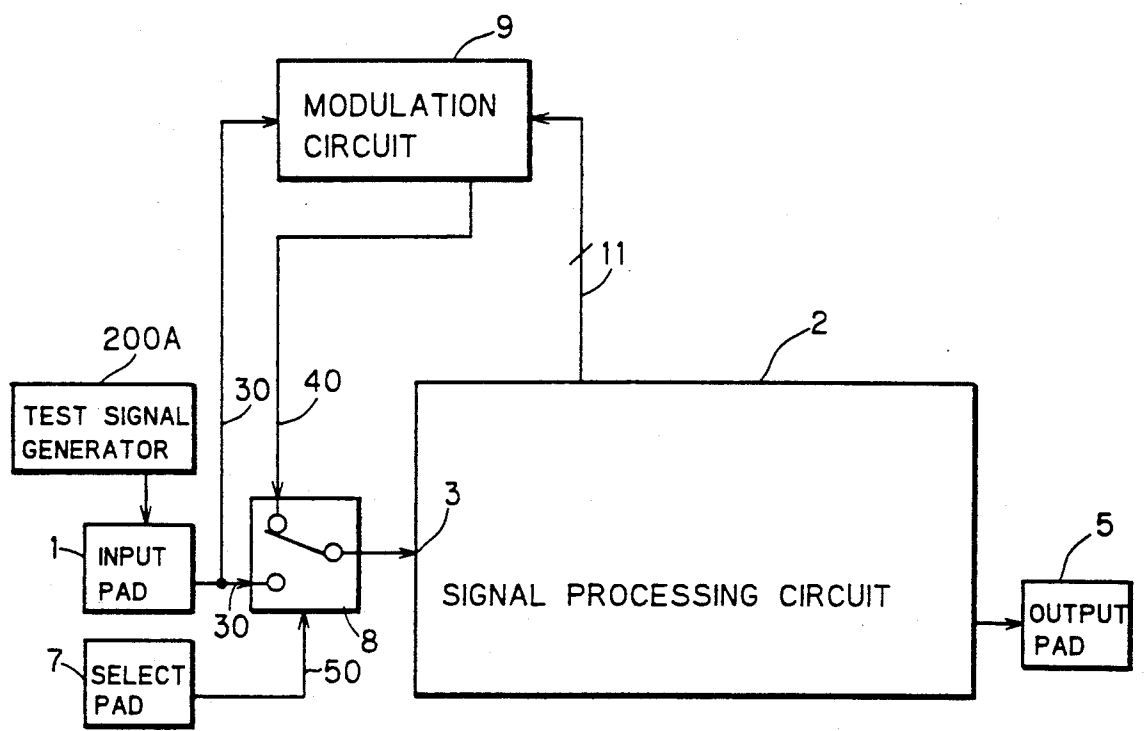 9
MODULATION
CIRCUIT
11
200A
2
TEST SIGNAL
GENERATOR
30
40
3
5
1
INPUT
PAD
30
8
SIGNAL PROCESSING CIRCUIT
OUTPUT
PAD
7
SELECT
PAD
50